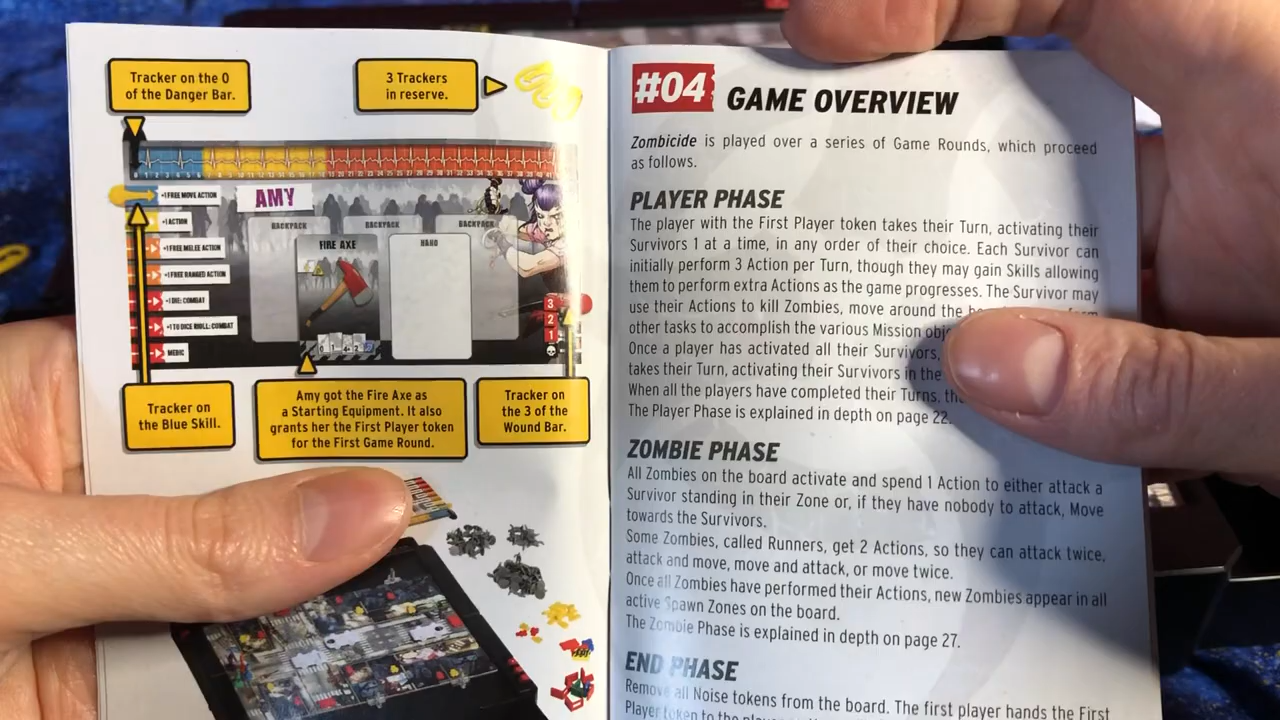 Tracker on the 0
of the Danger Bar.
3 Trackers
in reserve.
+1 FREE MOVE ACTION
AMY
+1 ACTION
BACKPACK
BACKPACK
BACKPACK
+1 FREE MELEE ACTION
FIRE AXE
HAND
+1 FREE RANGED ACTION
+1 DIE: COMBAT
3
+1 TO DICE ROLL: COMBAT
2
1
MEDIC
Tracker on
the Blue Skill.
Amy got the Fire Axe as
a Starting Equipment. It also
grants her the First Player token
for the First Game Round.
Tracker on
the 3 of the
Wound Bar.
#04 GAME OVERVIEW
Zombicide is played over a series of Game Rounds, which proceed
as follows.
PLAYER PHASE
The player with the First Player token takes their Turn, activating their
Survivors 1 at a time, in any order of their choice. Each Survivor can
initially perform 3 Action per Turn, though they may gain Skills allowing
them to perform extra Actions as the game progresses. The Survivor may
use their Actions to kill Zombies, move around the
other tasks to accomplish the various Mission
Once a player has activated all their Survivors,
takes their Turn, activating their Survivors in the
When all the players have completed their Turns,
The Player Phase is explained in depth on page 22.
ZOMBIE PHASE
All Zombies on the board activate and spend 1 Action to either attack a
Survivor standing in their Zone or, if they have nobody to attack, Move
towards the Survivors.
Some Zombies, called Runners, get 2 Actions, so they can attack twice,
attack and move, move and attack, or move twice.
Once all Zombies have performed their Actions, new Zombies appear in all
active Spawn Zones on the board.
The Zombie Phase is explained in depth on page 27.
END PHASE
Remove all Noise tokens from the board. The first player hands the First
Player token to the player